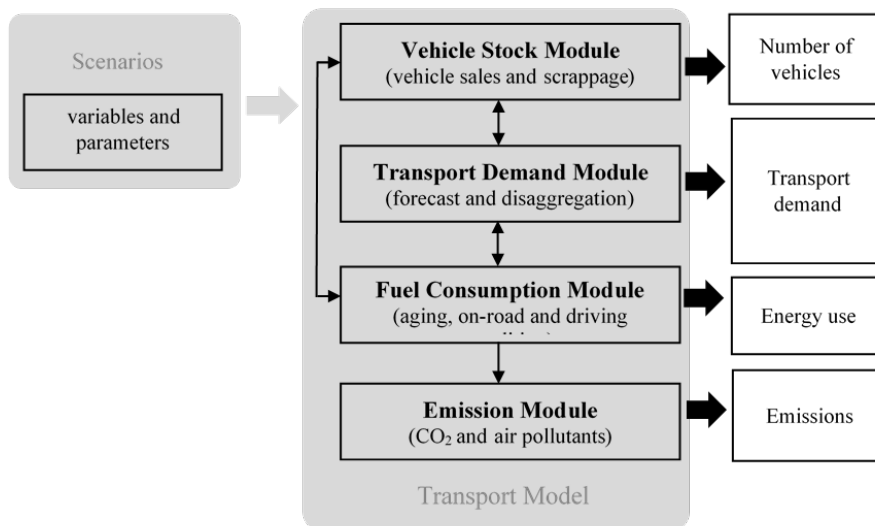 Scenarios
variables and
parameters
Vehicle Stock Module
(vehicle sales and scrappage)
Transport Demand Module
(forecast and disaggregation)
Fuel Consumption Module
(aging, on-road and driving
Emission Module
(CO₂ and air pollutants)
Transport Model
Number of
vehicles
Transport
demand
Energy use
Emissions